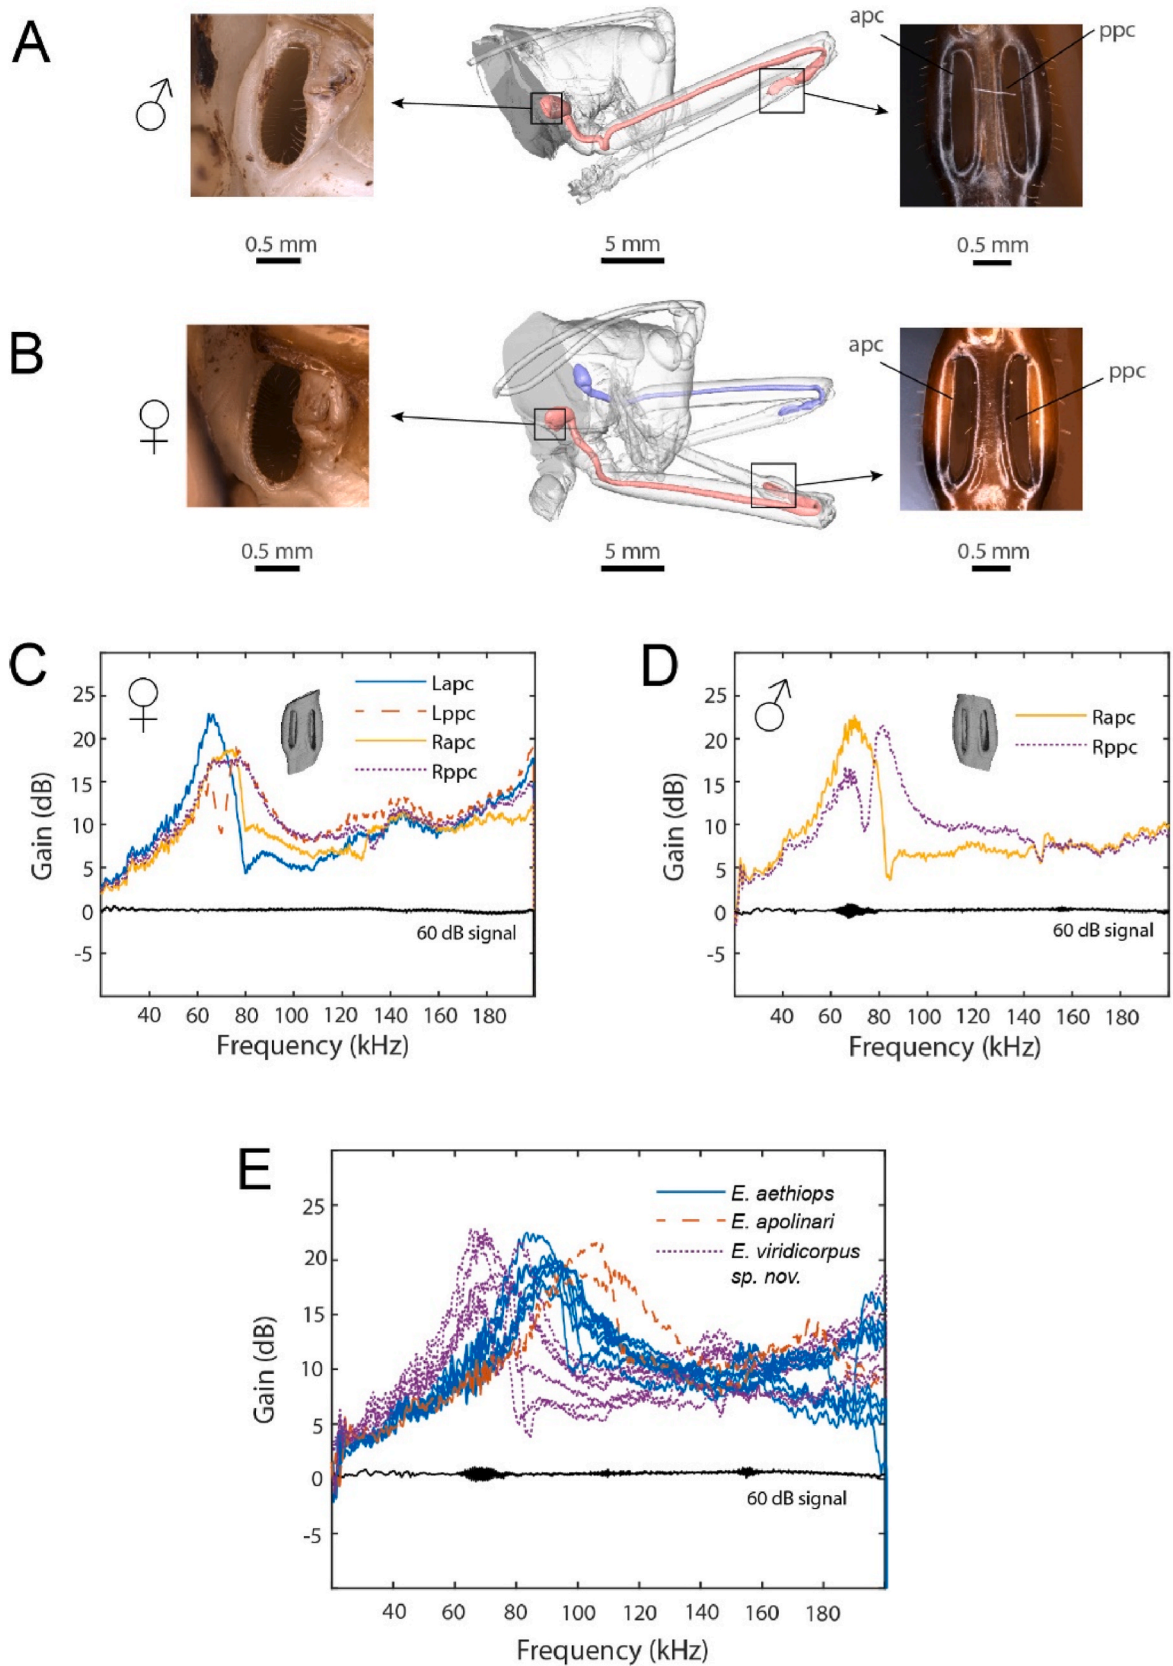 A
♂
apc
ppc
0.5 mm
5 mm
0.5 mm
B
♀
apc
ppc
0.5 mm
5 mm
0.5 mm
C
♀
Lapc
Lppc
Rapc
Rppc
25
20
15
10
5
0
-5
Gain (dB)
60 dB signal
40 60 80 100 120 140 160 180
Frequency (kHz)
D
♂
Rapc
Rppc
25
20
15
10
5
0
-5
Gain (dB)
60 dB signal
40 60 80 100 120 140 160 180
Frequency (kHz)
E
E. aethiops
E. apolinari
E. viridicorpus
sp. nov.
25
20
15
10
5
0
-5
Gain (dB)
60 dB signal
40 60 80 100 120 140 160 180
Frequency (kHz)